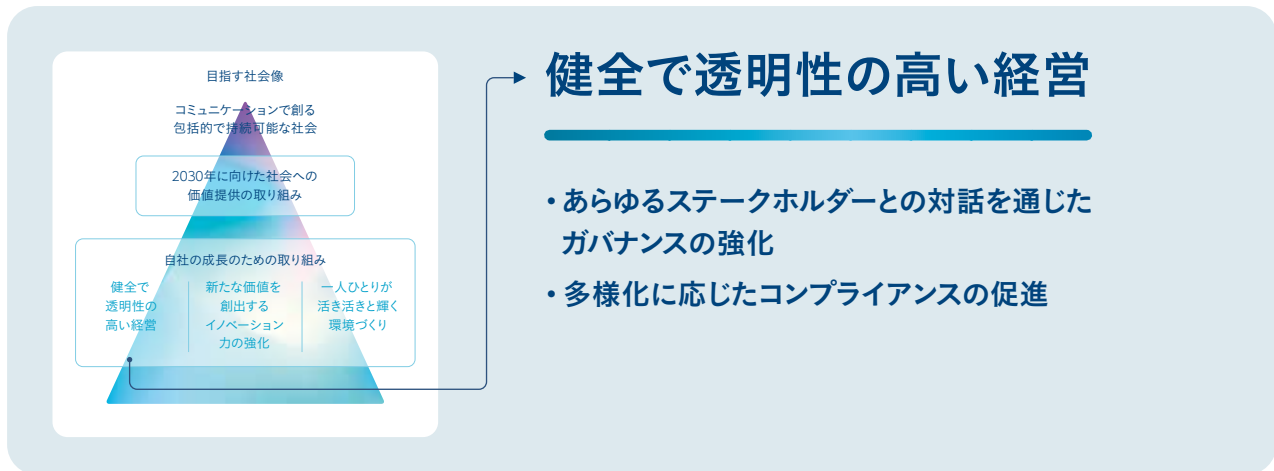 目指す社会像
コミュニケーションで創る
包括的で持続可能な社会
2030年に向けた社会への
価値提供の取り組み
自社の成長のための取り組み
健全で
透明性の
高い経営
新たな価値を
創出する
イノベーション
力の強化
一人ひとりが
活き活きと輝く
環境づくり
健全で透明性の高い経営
・あらゆるステークホルダーとの対話を通じた
ガバナンスの強化
・多様化に応じたコンプライアンスの促進